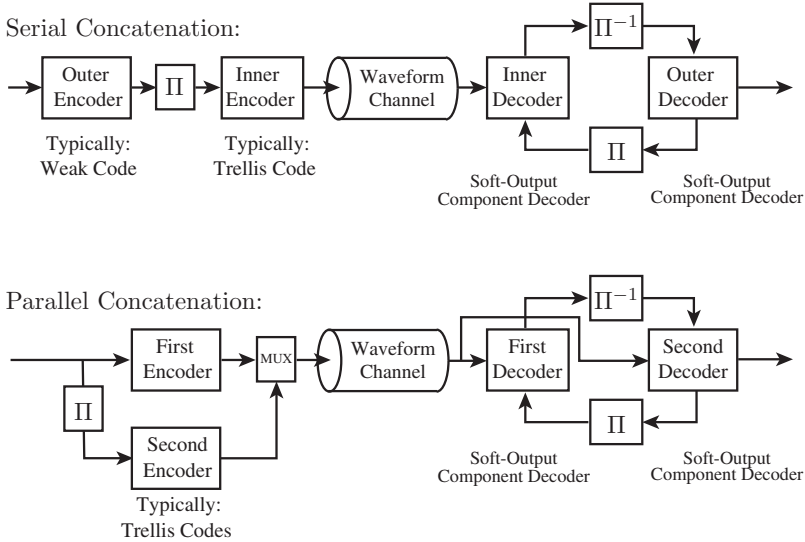 Serial Concatenation:
Outer
Encoder
Π
Inner
Encoder
Waveform
Channel
Inner
Decoder
Π⁻¹
Outer
Decoder
Π
Typically:
Weak Code
Typically:
Trellis Code
Soft-Output
Component Decoder
Soft-Output
Component Decoder
Parallel Concatenation:
First
Encoder
Π
Second
Encoder
MUX
Waveform
Channel
First
Decoder
Π⁻¹
Second
Decoder
Π
Typically:
Trellis Codes
Soft-Output
Component Decoder
Soft-Output
Component Decoder